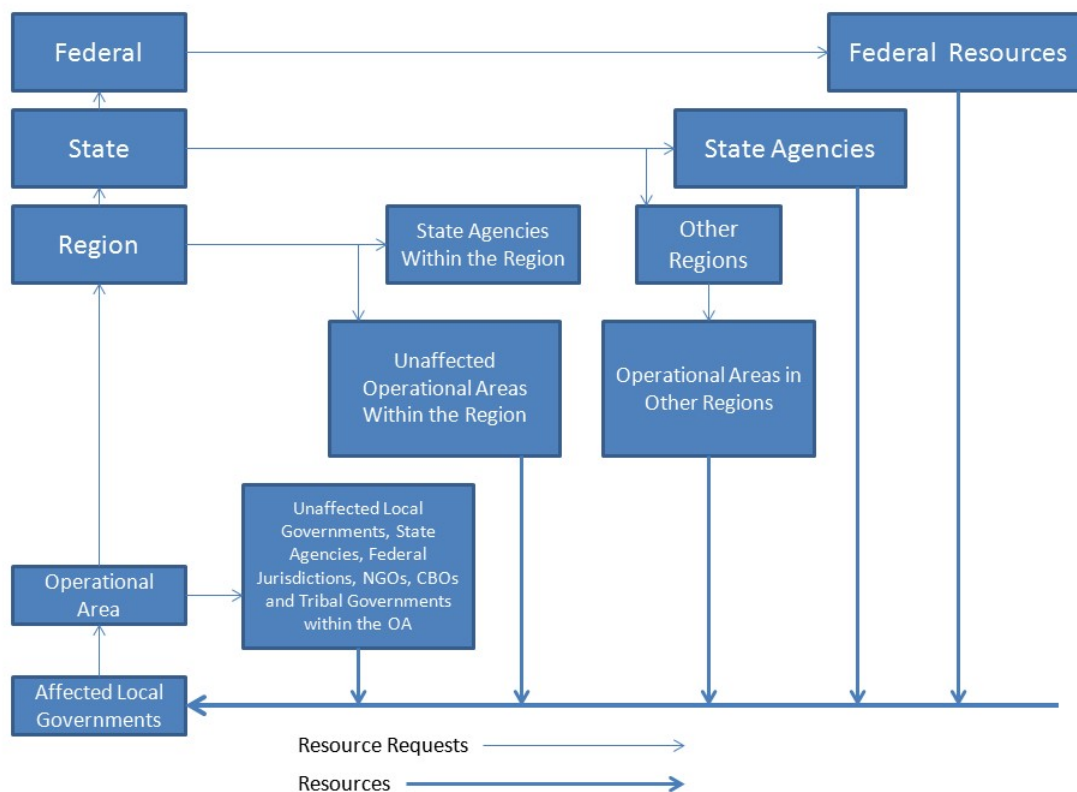 Federal
Federal Resources
State
State Agencies
Region
State Agencies
Within the Region
Other
Regions
Unaffected
Operational Areas
Within the Region
Operational Areas in
Other Regions
Unaffected Local
Governments, State
Agencies, Federal
Jurisdictions, NGOs, CBOs
and Tribal Governments
within the OA
Operational
Area
Affected Local
Governments
Resource Requests
Resources